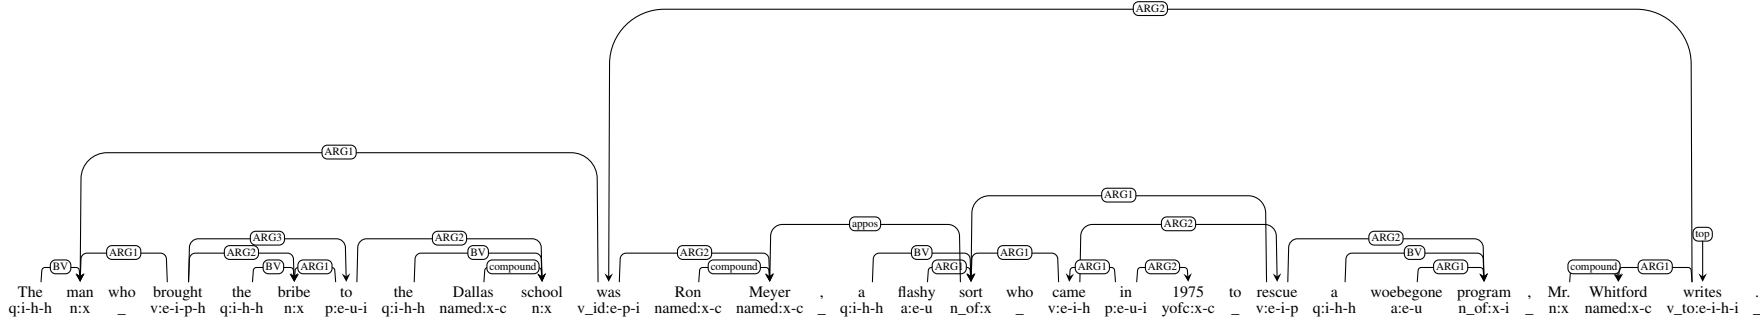 ARG2
ARG1
ARG1
appos
top
ARG3 ARG2 ARG2 ARG2
ARG1 ARG2 BV ARG2 BV ARG1 BV
BV BV ARG1 compound compound ARG1 ARG1 ARG2 ARG1 compound ARG1
The man who brought the bribe to the Dallas school was Ron Meyer , a flashy sort who came in 1975 to rescue a woebegone program , Mr. Whitford writes .
q:i-h-h n:x _ v:e-i-p-h q:i-h-h n:x p:e-u-i q:i-h-h named:x-c n:x v_id:e-p-i named:x-c named:x-c _ q:i-h-h a:e-u n_of:x _ v:e-i-h p:e-u-i yofc:x-c _ v:e-i-p q:i-h-h a:e-u n_of:x-i _ n:x named:x-c v_to:e-i-h-i _